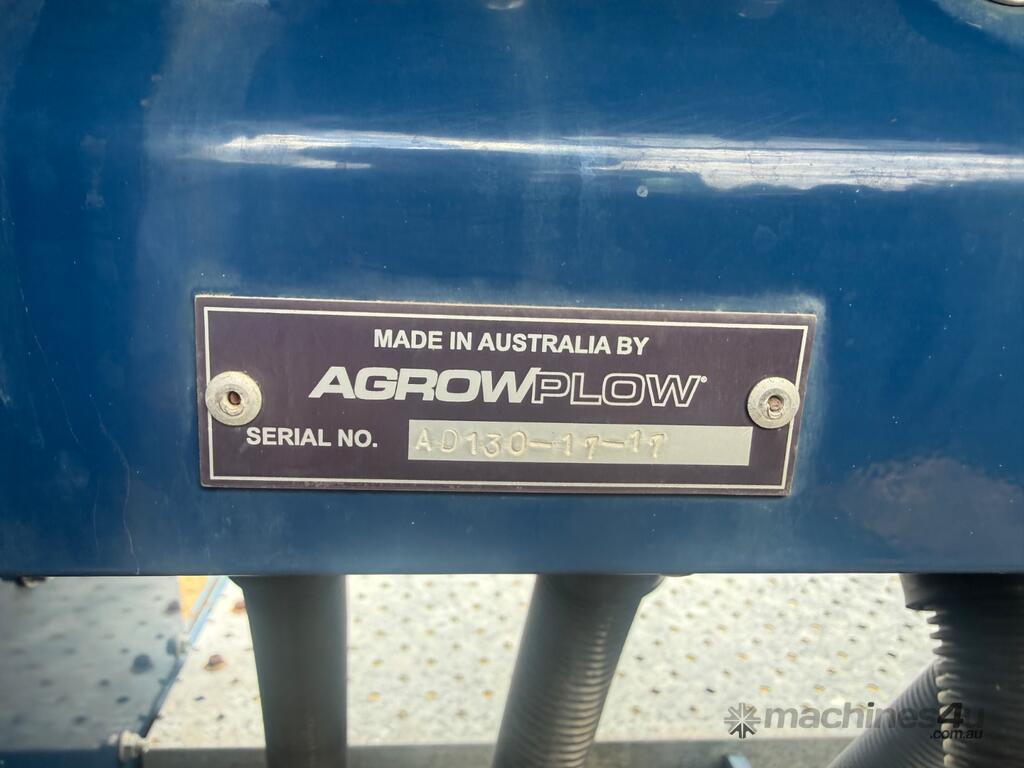 MADE IN AUSTRALIA BY
AGROWPLOW
SERIAL NO. AD130-17-17
machines4u
.com.au